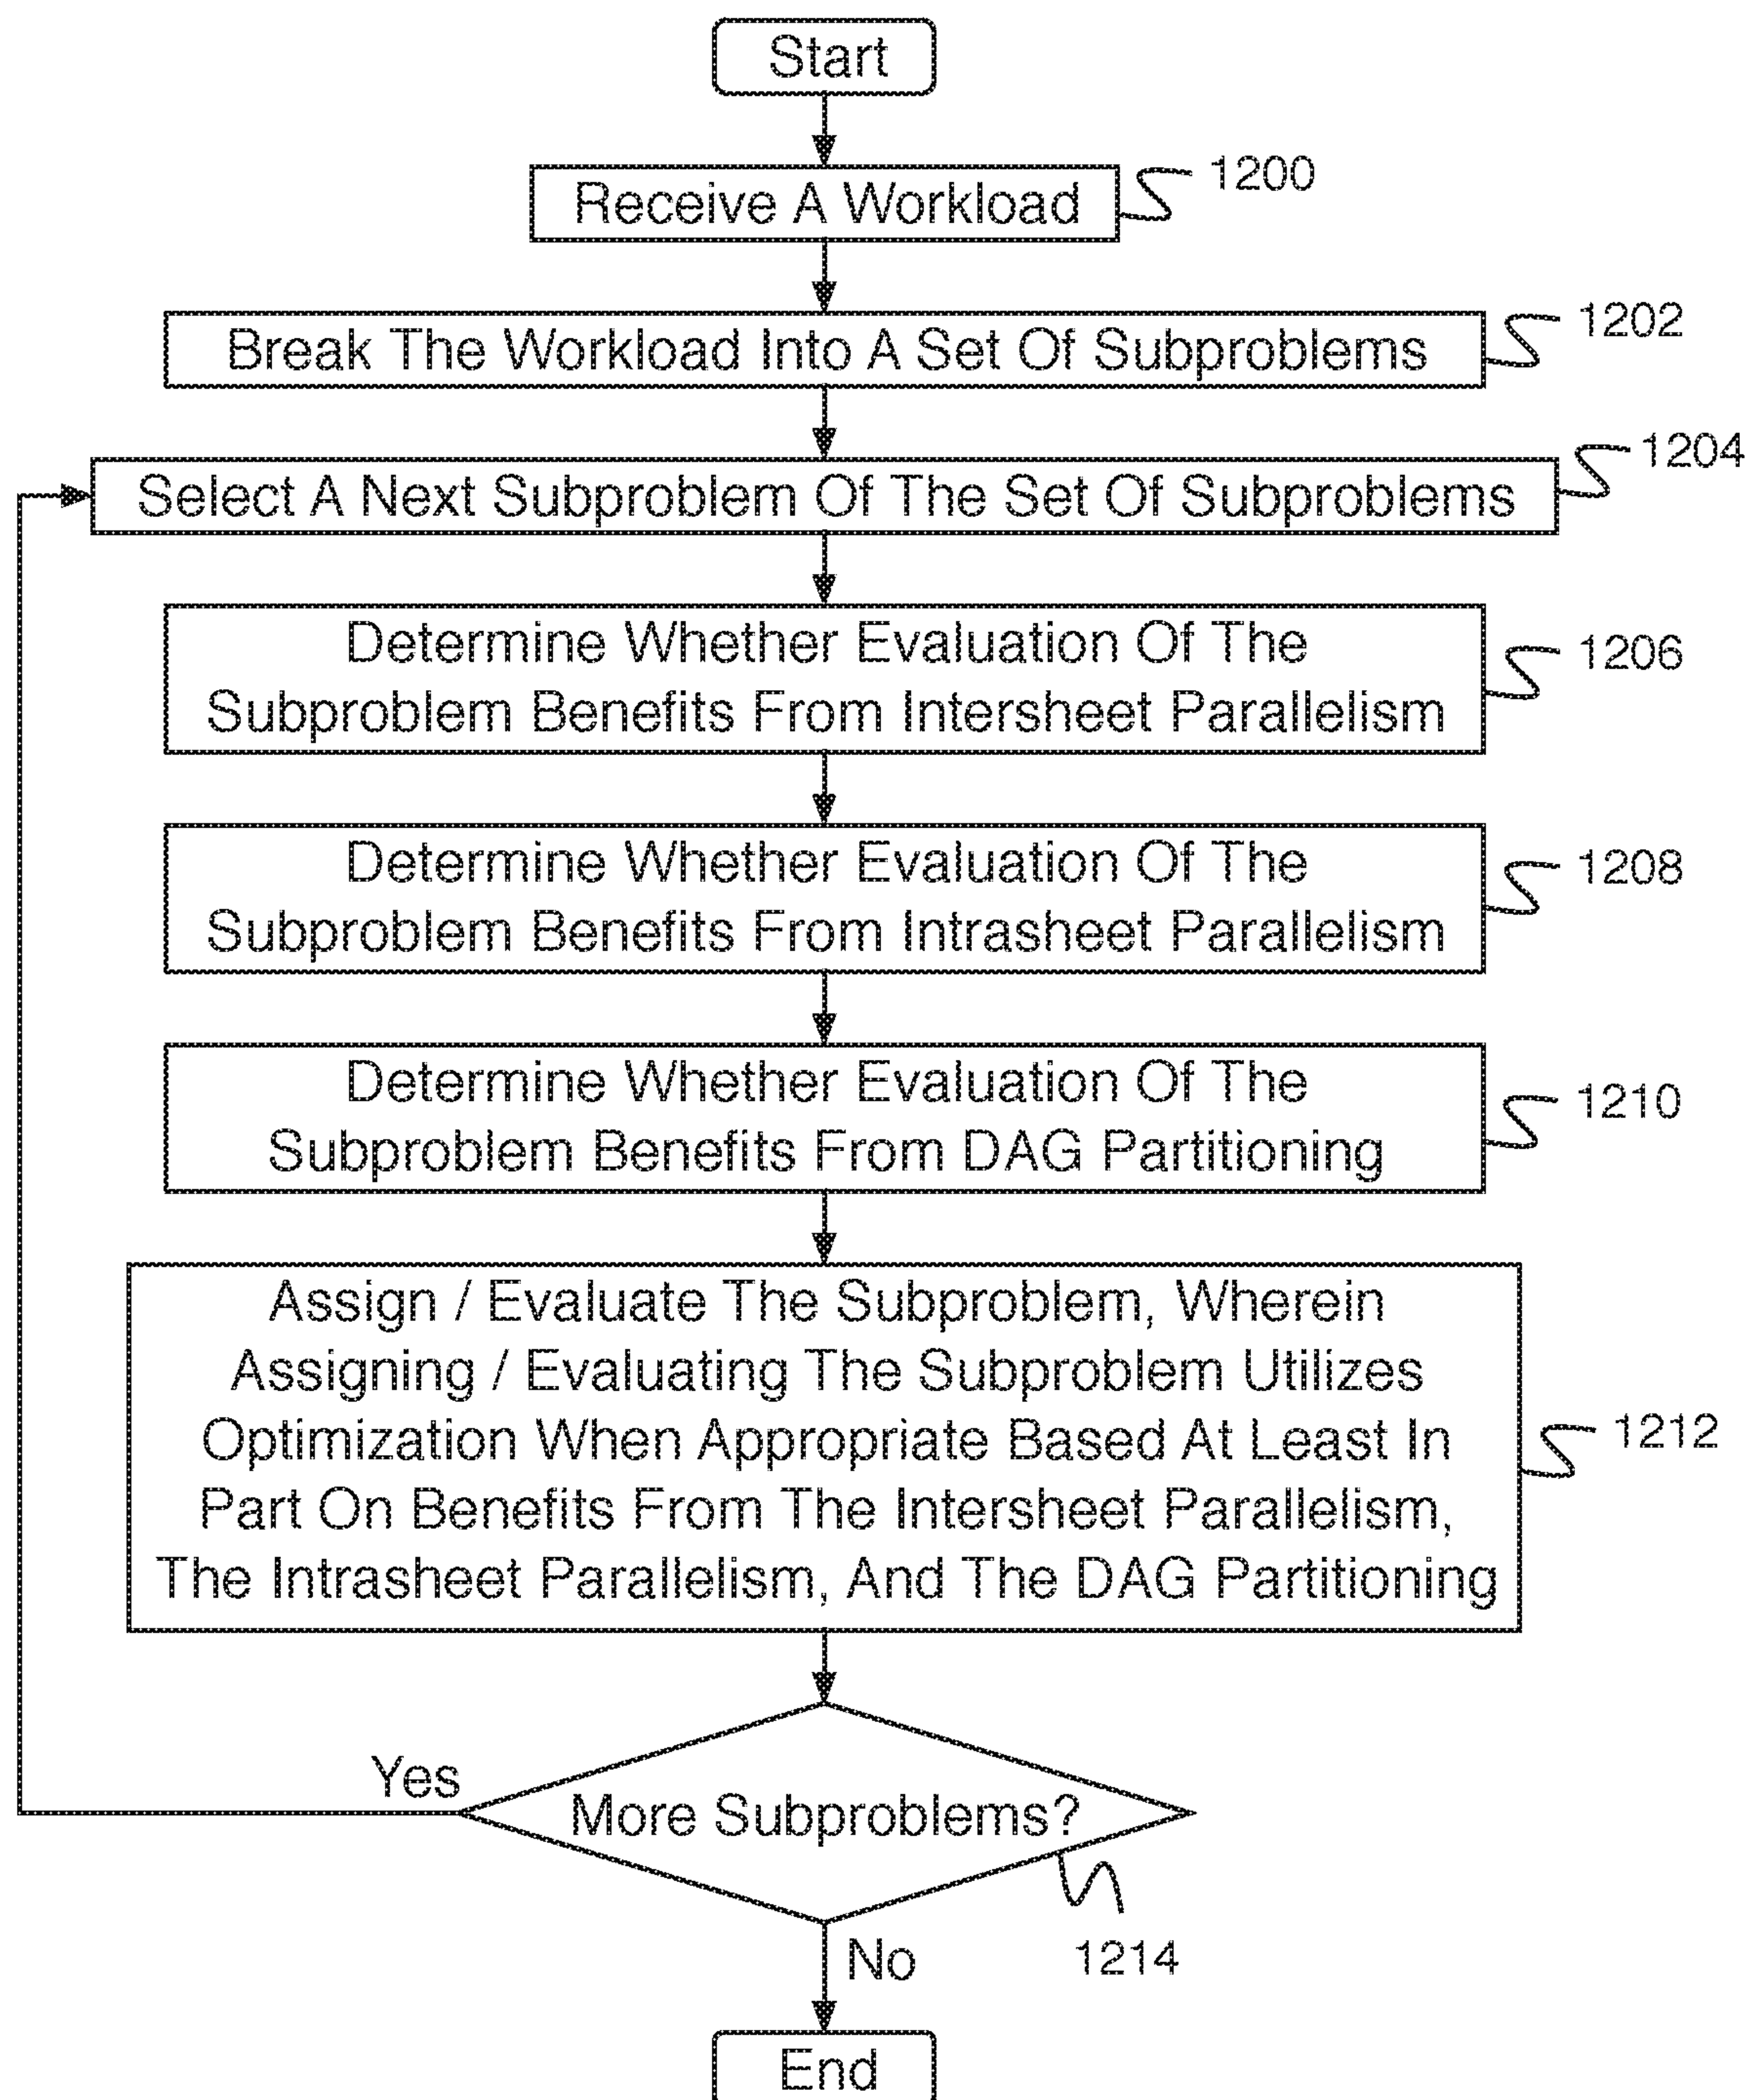 Start
Receive A Workload
1200
Break The Workload Into A Set Of Subproblems
1202
Select A Next Subproblem Of The Set Of Subproblems
1204
Determine Whether Evaluation Of The
Subproblem Benefits From Intersheet Parallelism
1206
Determine Whether Evaluation Of The
Subproblem Benefits From Intrasheet Parallelism
1208
Determine Whether Evaluation Of The
Subproblem Benefits From DAG Partitioning
1210
Assign / Evaluate The Subproblem, Wherein
Assigning / Evaluating The Subproblem Utilizes
Optimization When Appropriate Based At Least In
Part On Benefits From The Intersheet Parallelism,
The Intrasheet Parallelism, And The DAG Partitioning
1212
Yes
More Subproblems?
1214
No
End